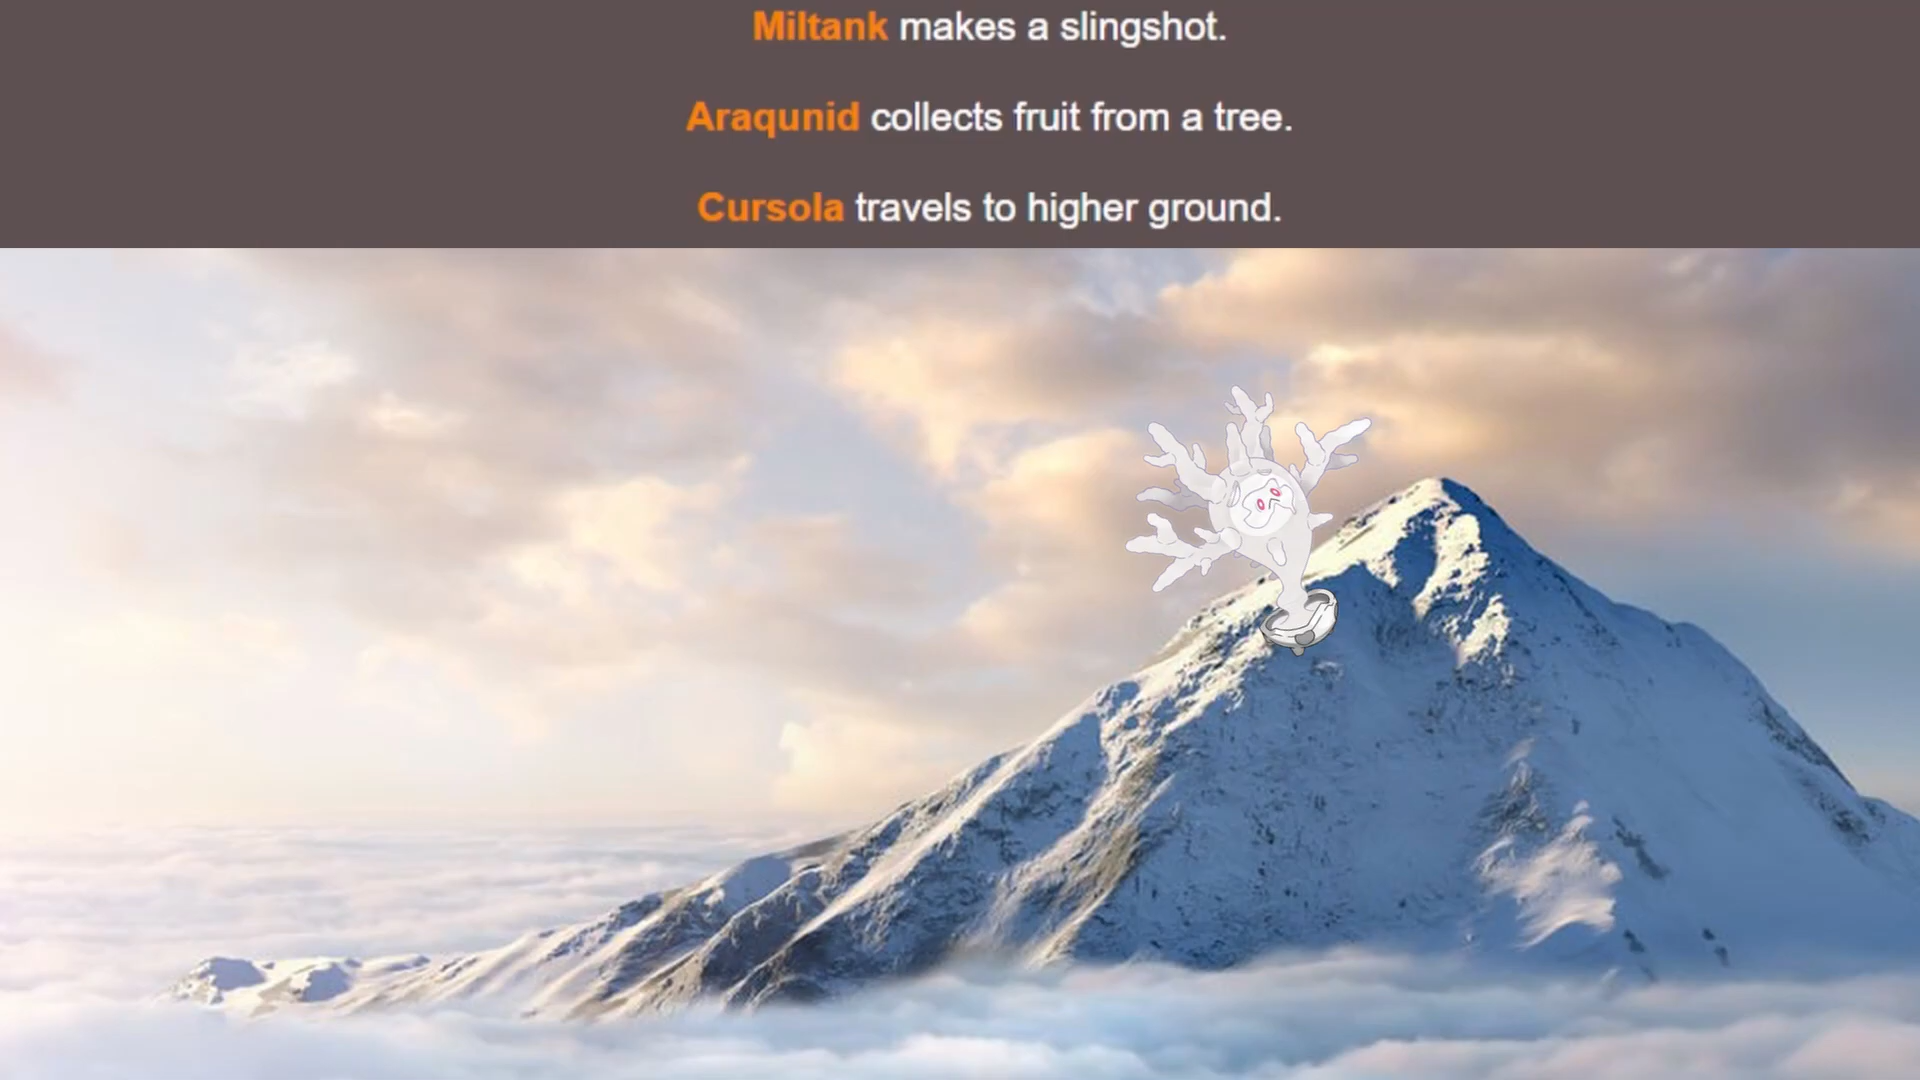 Miltank makes a slingshot.
Araqunid collects fruit from a tree.
Cursola travels to higher ground.